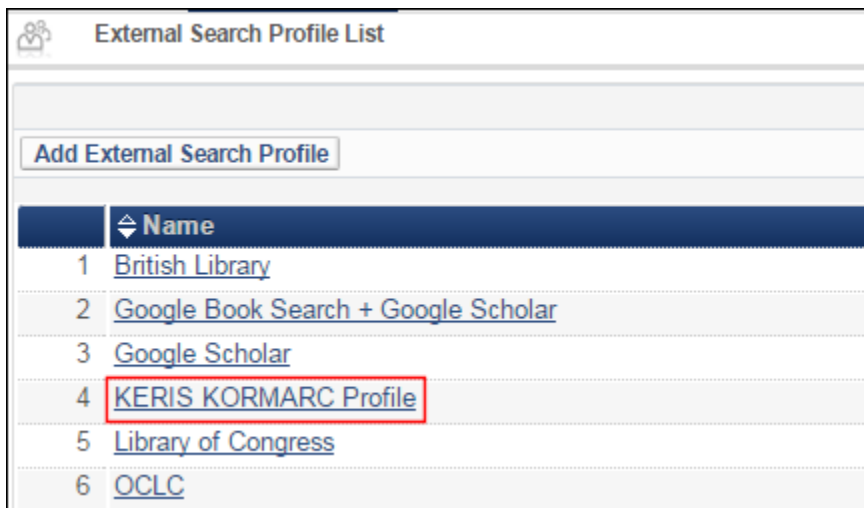 External Search Profile List
Add External Search Profile
Name
1 British Library
2 Google Book Search + Google Scholar
3 Google Scholar
4 KERIS KORMARC Profile
5 Library of Congress
6 OCLC